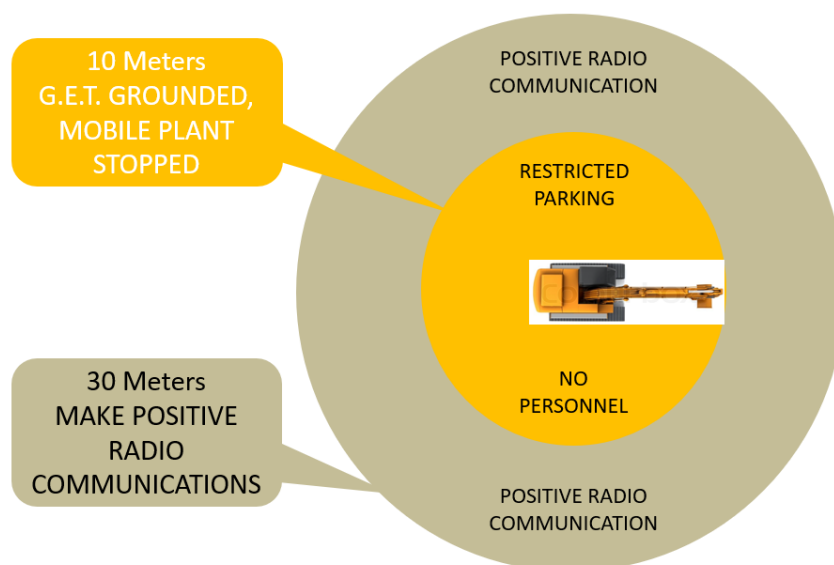 10 Meters
G.E.T. GROUNDED,
MOBILE PLANT
STOPPED
POSITIVE RADIO
COMMUNICATION
RESTRICTED
PARKING
NO
PERSONNEL
30 Meters
MAKE POSITIVE
RADIO
COMMUNICATIONS
POSITIVE RADIO
COMMUNICATION